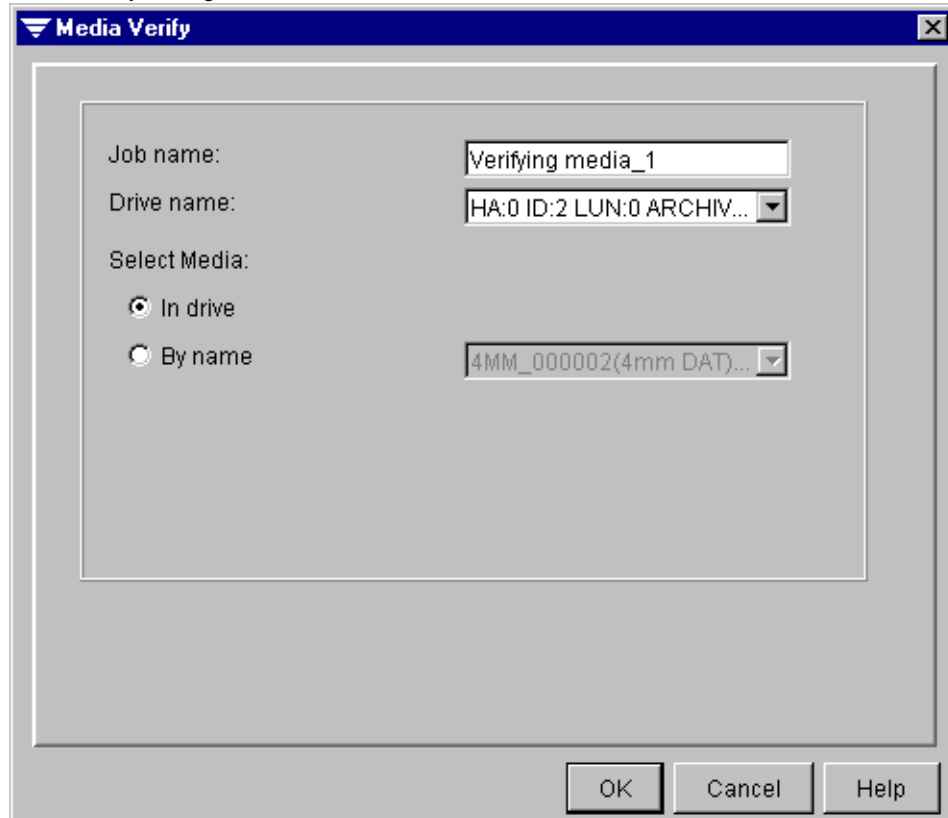 Media Verify
Job name: Verifying media_1
Drive name: HA:0 ID:2 LUN:0 ARCHIV...
Select Media:
In drive
By name 4MM_000002(4mm DAT)...
OK Cancel Help